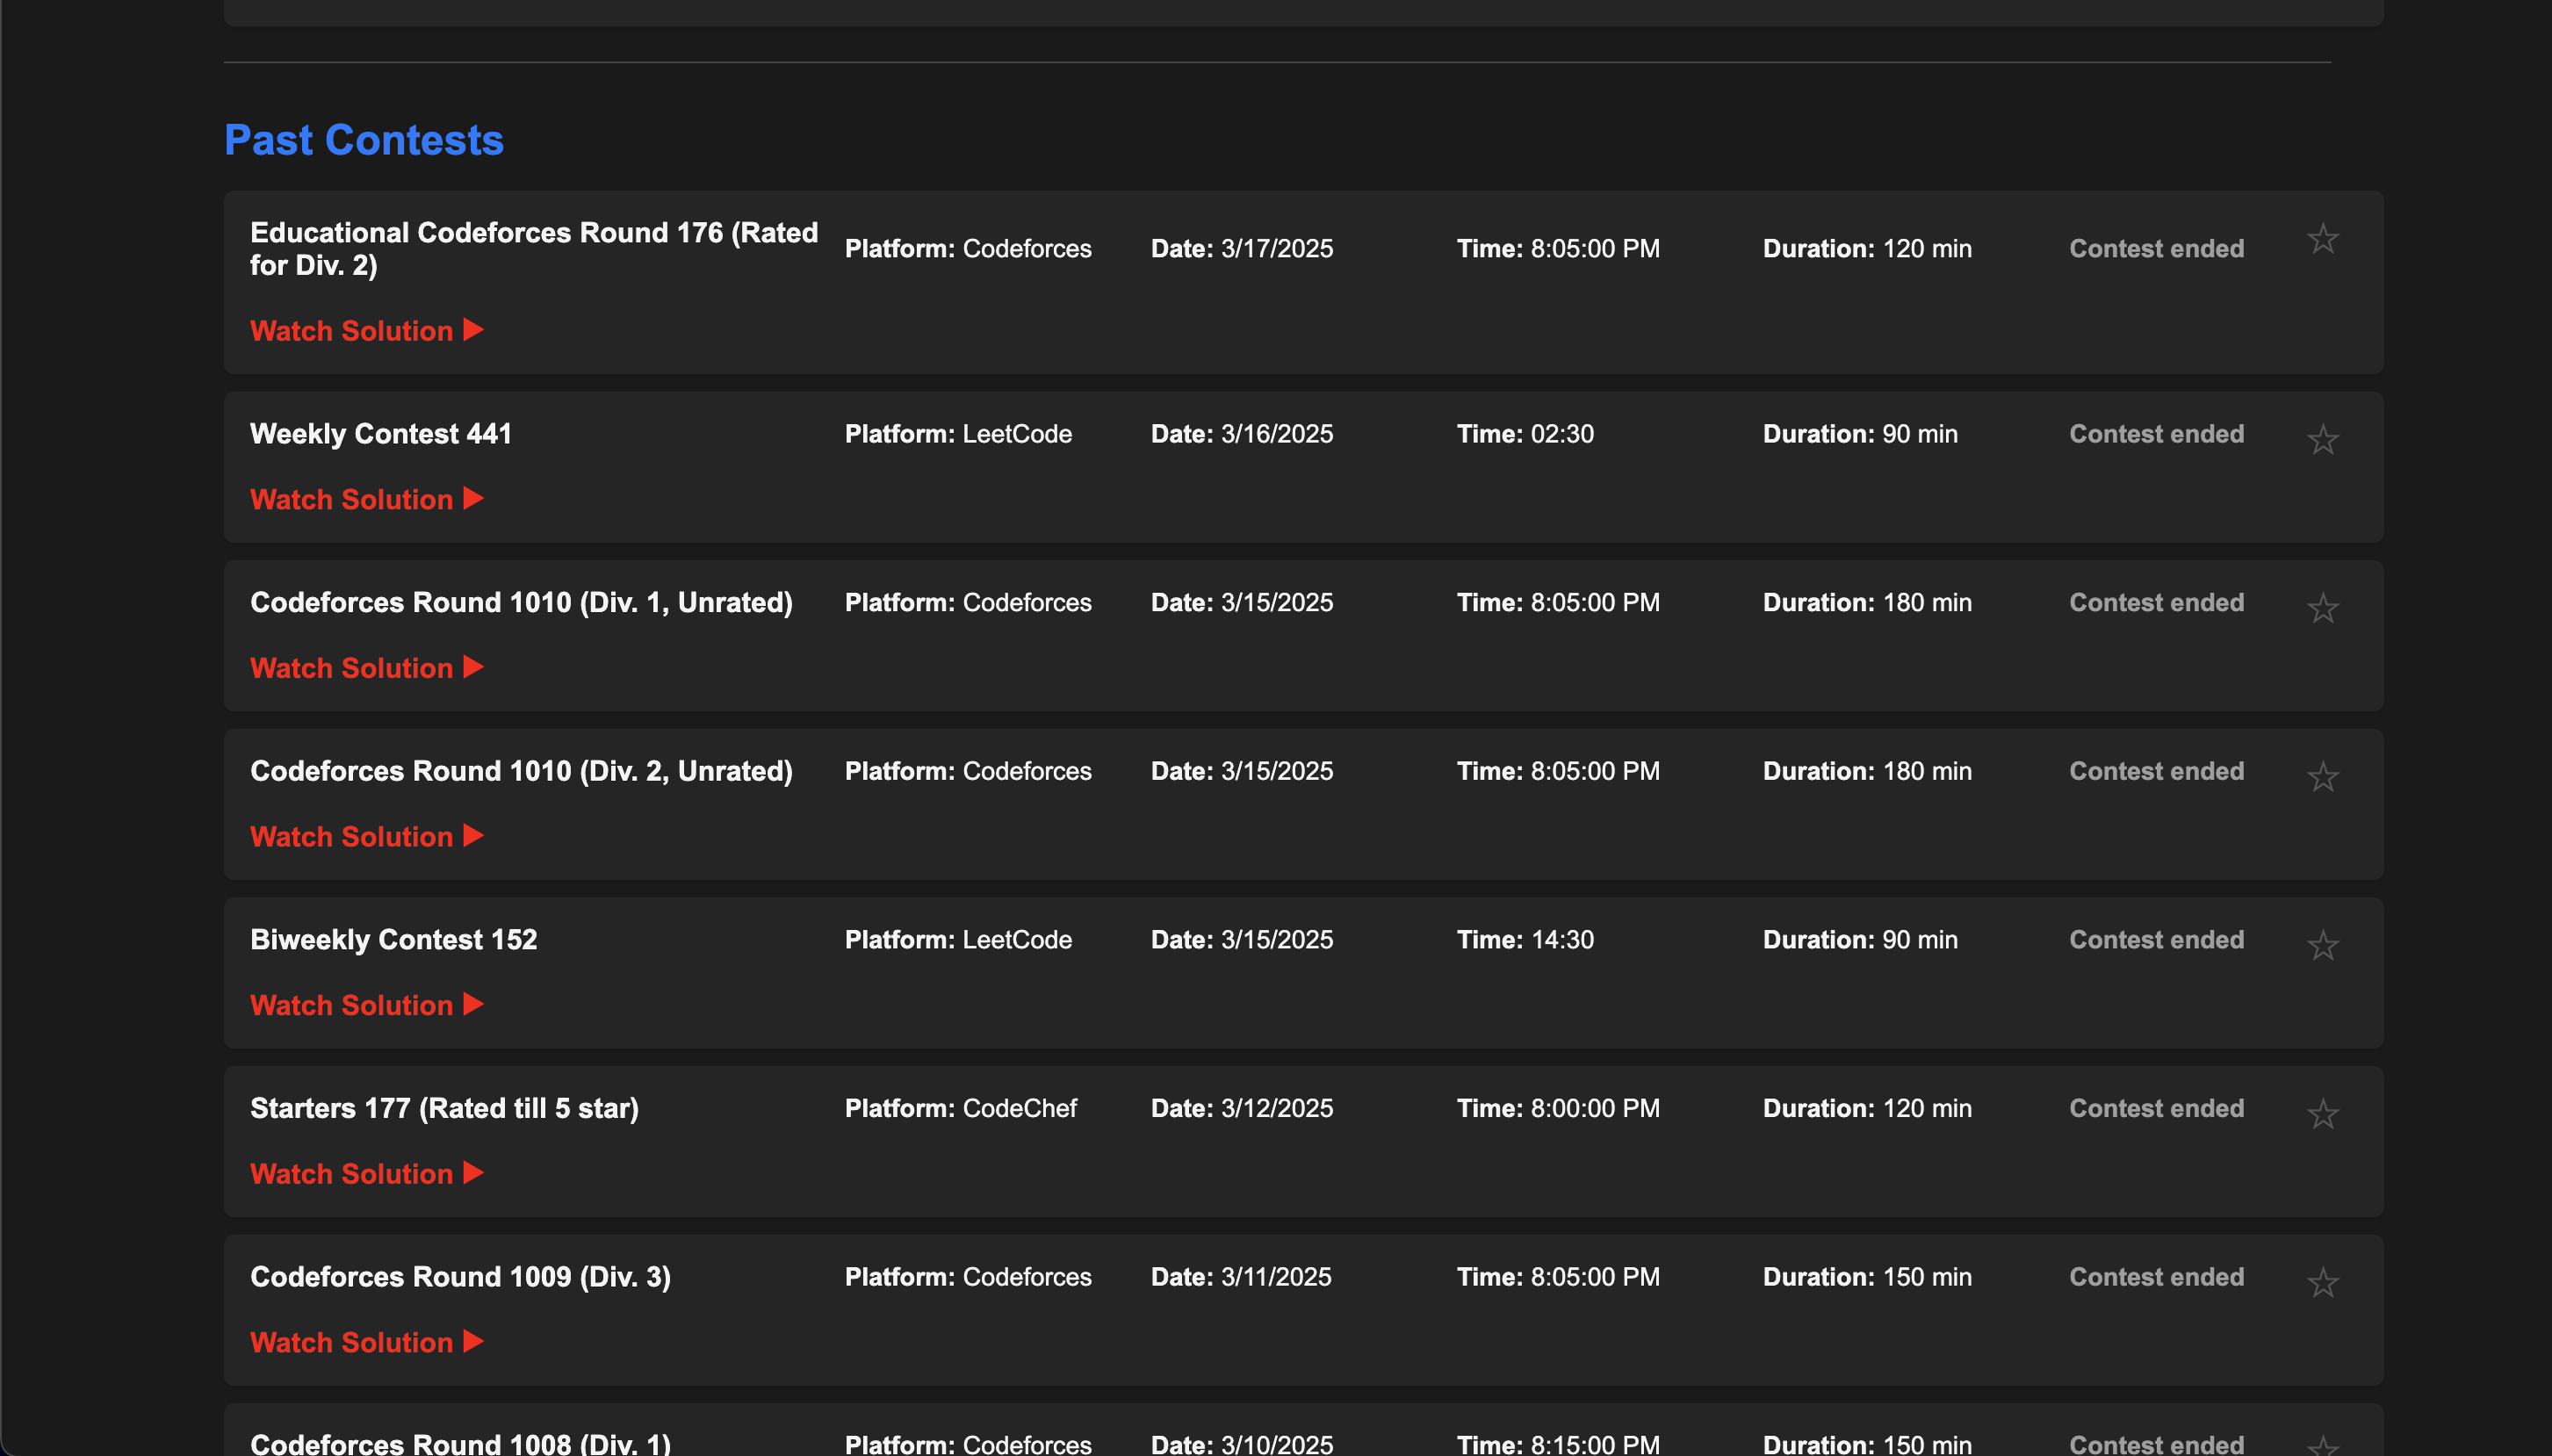 Past Contests
Educational Codeforces Round 176 (Rated
for Div. 2)
Platform: Codeforces
Date: 3/17/2025
Time: 8:05:00 PM
Duration: 120 min
Contest ended
Watch Solution ▶
Weekly Contest 441
Platform: LeetCode
Date: 3/16/2025
Time: 02:30
Duration: 90 min
Contest ended
Watch Solution ▶
Codeforces Round 1010 (Div. 1, Unrated)
Platform: Codeforces
Date: 3/15/2025
Time: 8:05:00 PM
Duration: 180 min
Contest ended
Watch Solution ▶
Codeforces Round 1010 (Div. 2, Unrated)
Platform: Codeforces
Date: 3/15/2025
Time: 8:05:00 PM
Duration: 180 min
Contest ended
Watch Solution ▶
Biweekly Contest 152
Platform: LeetCode
Date: 3/15/2025
Time: 14:30
Duration: 90 min
Contest ended
Watch Solution ▶
Starters 177 (Rated till 5 star)
Platform: CodeChef
Date: 3/12/2025
Time: 8:00:00 PM
Duration: 120 min
Contest ended
Watch Solution ▶
Codeforces Round 1009 (Div. 3)
Platform: Codeforces
Date: 3/11/2025
Time: 8:05:00 PM
Duration: 150 min
Contest ended
Watch Solution ▶
Codeforces Round 1008 (Div. 1)
Platform: Codeforces
Date: 3/10/2025
Time: 8:15:00 PM
Duration: 150 min
Contest ended